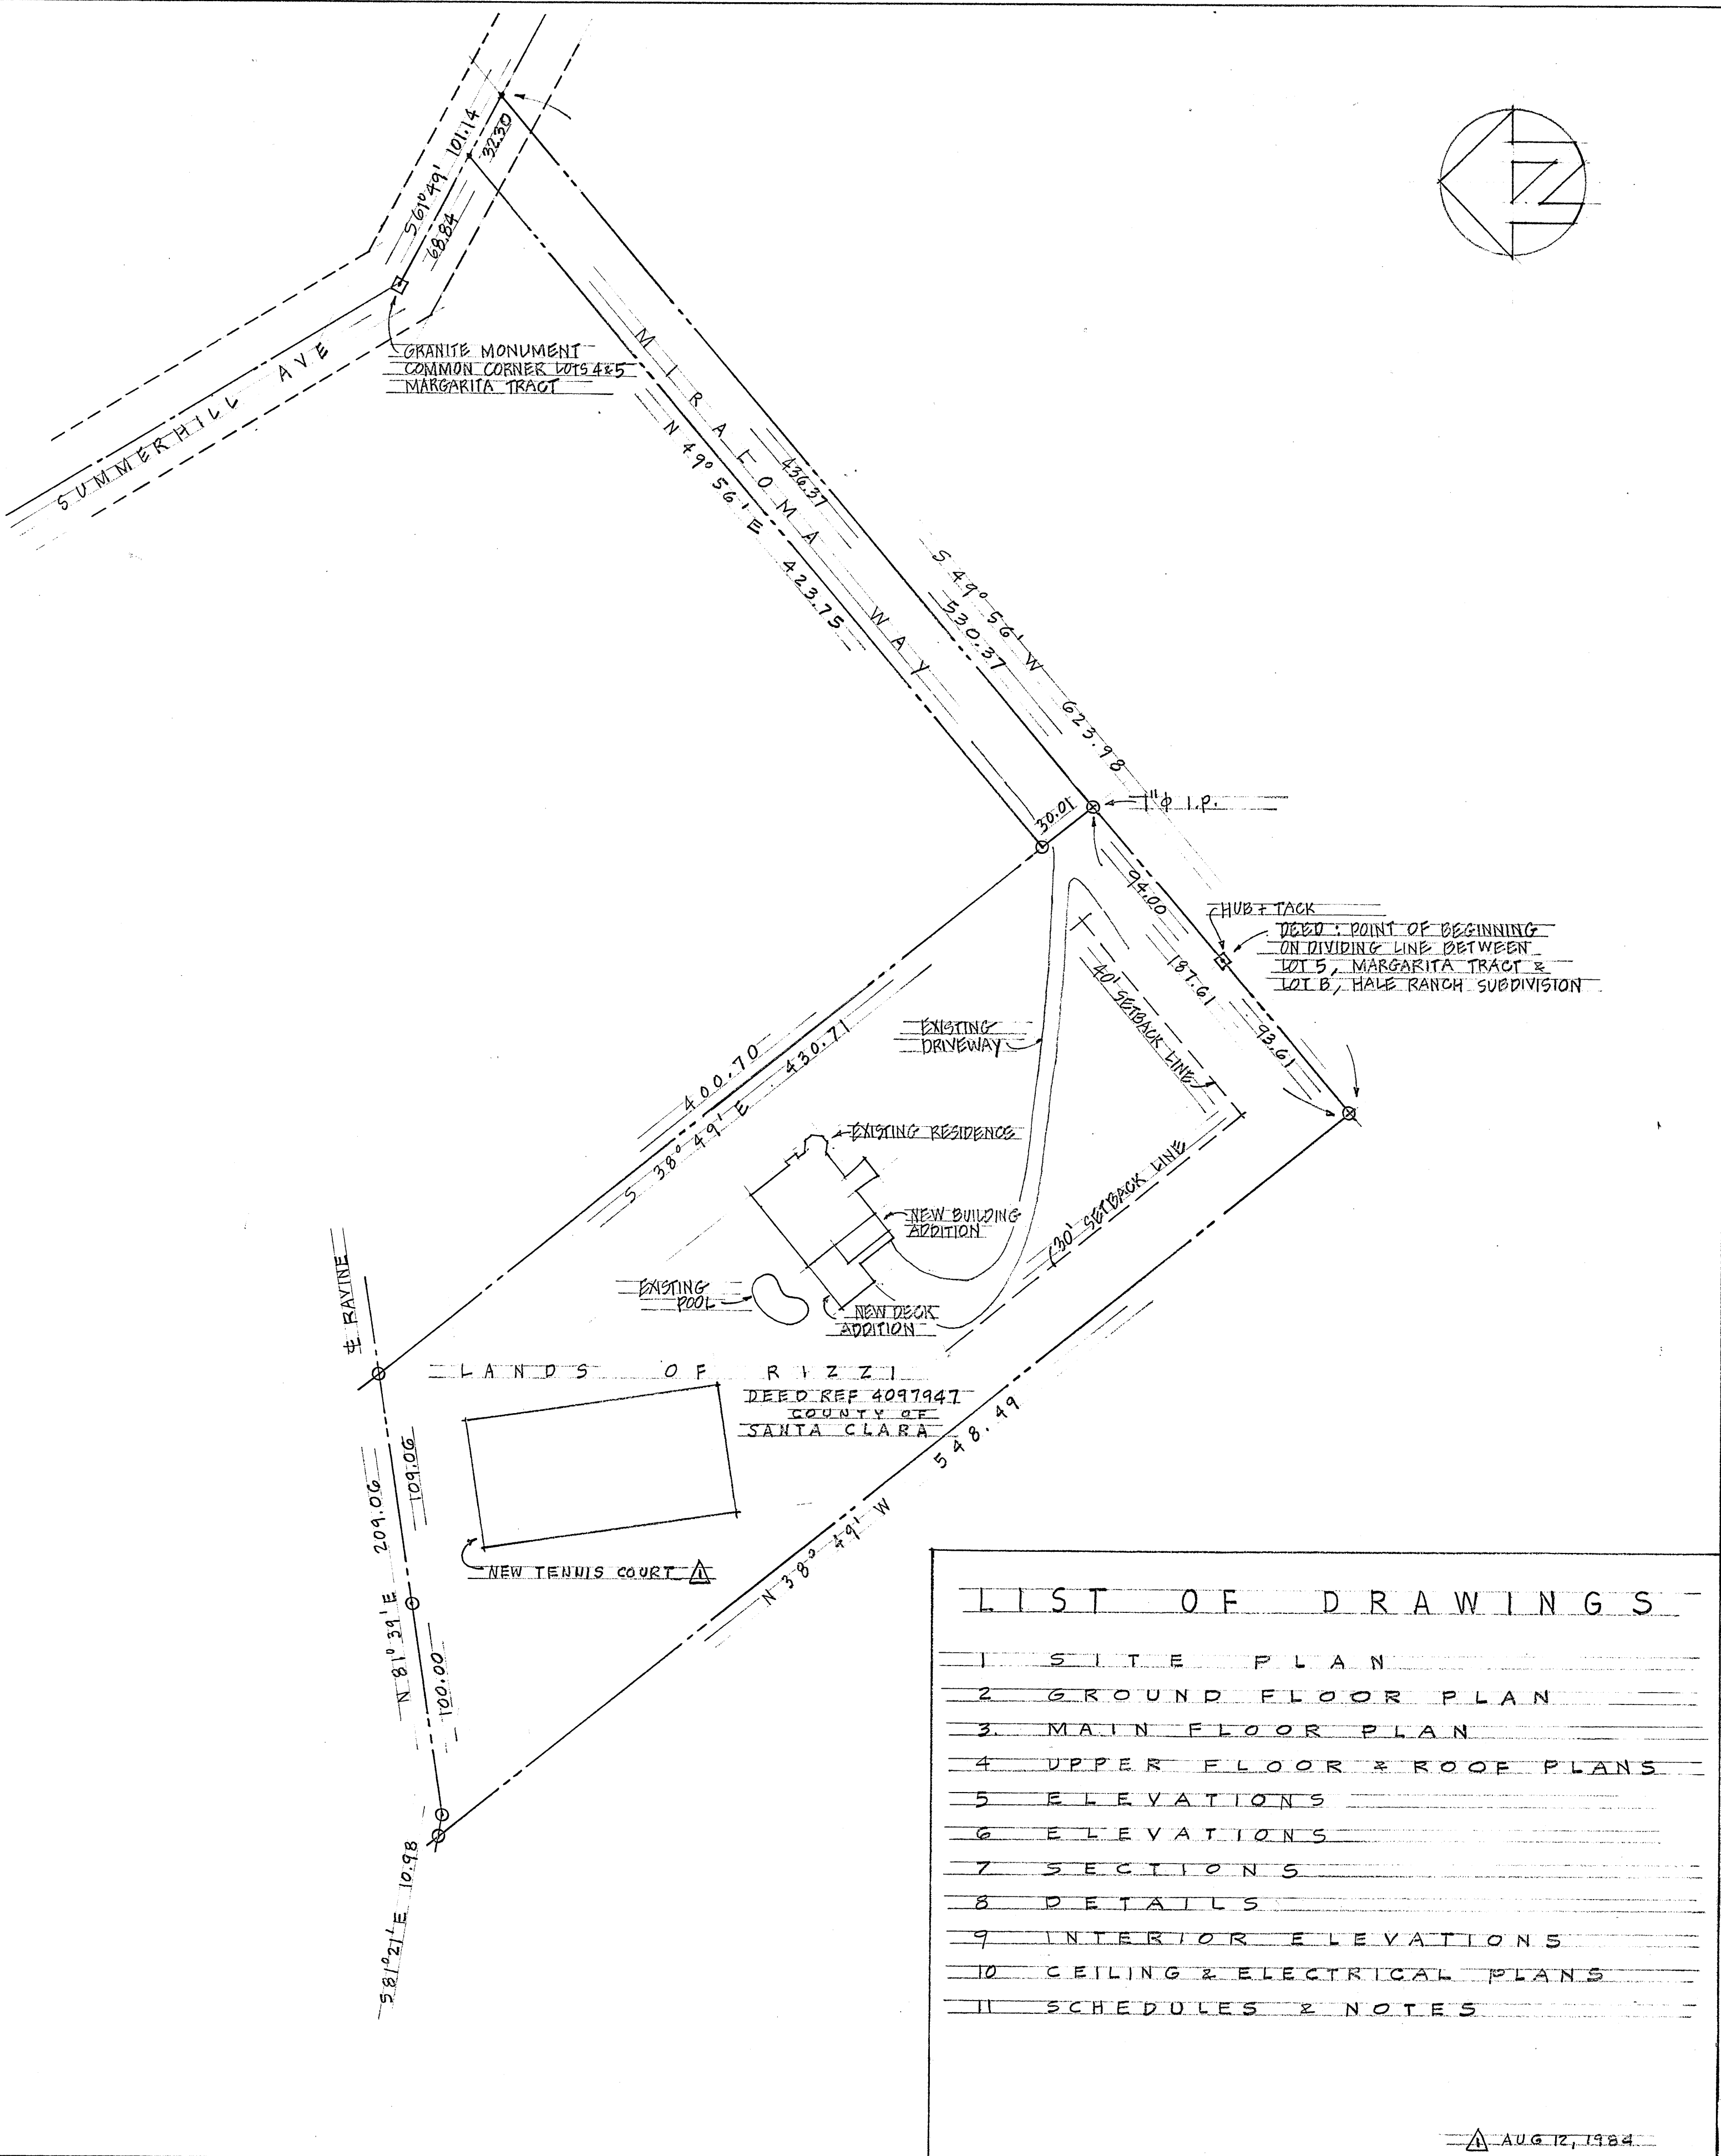 S 61° 49' 101.14
32.30
68.84
N
SUMMERHILL AVE
GRANITE MONUMENT
COMMON CORNER LOTS 4&5
MARGARITA TRACT
MIRALOMA WAY
436.37
N 49° 56' E 423.75
S 49° 56' W 623.98
530.37
30.01
1"φ I.P.
94.00
HUB & TACK
DEED: POINT OF BEGINNING
ON DIVIDING LINE BETWEEN
LOT 5, MARGARITA TRACT &
LOT B, HALE RANCH SUBDIVISION
187.61
93.61
40' SETBACK LINE
EXISTING
DRIVEWAY
400.70
S 38° 49' E 430.71
EXISTING RESIDENCE
NEW BUILDING
ADDITION
30' SETBACK LINE
EXISTING
POOL
NEW DECK
ADDITION
℄ RAVINE
LANDS OF RIZZI
DEED REF 4097947
COUNTY OF
SANTA CLARA
548.49
N 38° 49' W
109.06
N 81° 39' E 209.06
NEW TENNIS COURT 1
100.00
S 81° 21' E 10.98
LIST OF DRAWINGS
1 SITE PLAN
2 GROUND FLOOR PLAN
3. MAIN FLOOR PLAN
4 UPPER FLOOR & ROOF PLANS
5 ELEVATIONS
6 ELEVATIONS
7 SECTIONS
8 DETAILS
9 INTERIOR ELEVATIONS
10 CEILING & ELECTRICAL PLANS
11 SCHEDULES & NOTES
1 AUG 12, 1984